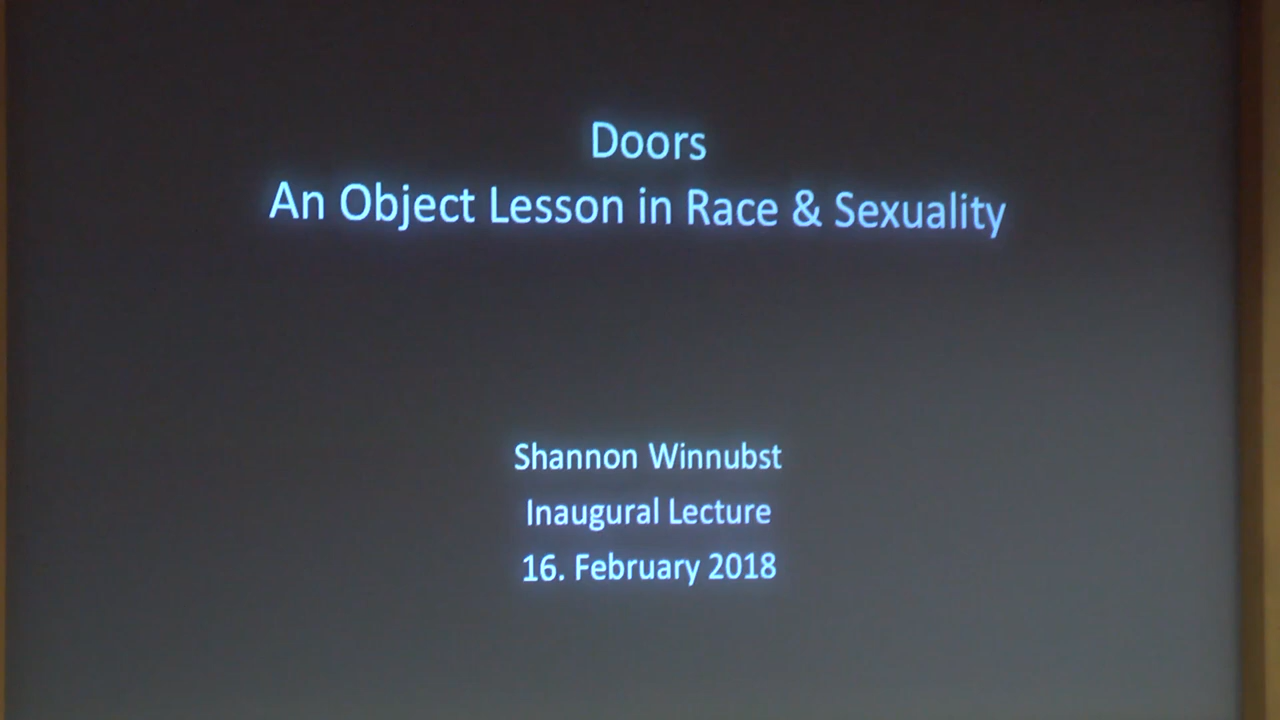 Doors
An Object Lesson in Race & Sexuality
Shannon Winnubst
Inaugural Lecture
16. February 2018